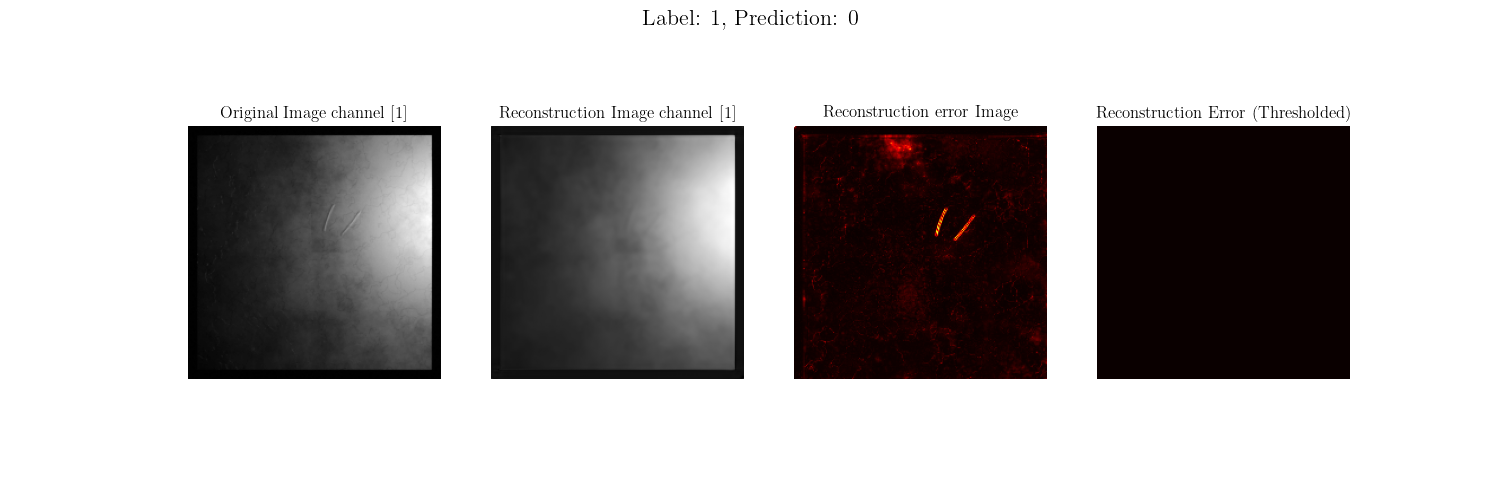 Label: 1, Prediction: 0
Original Image channel [1]
Reconstruction Image channel [1]
Reconstruction error Image
Reconstruction Error (Thresholded)